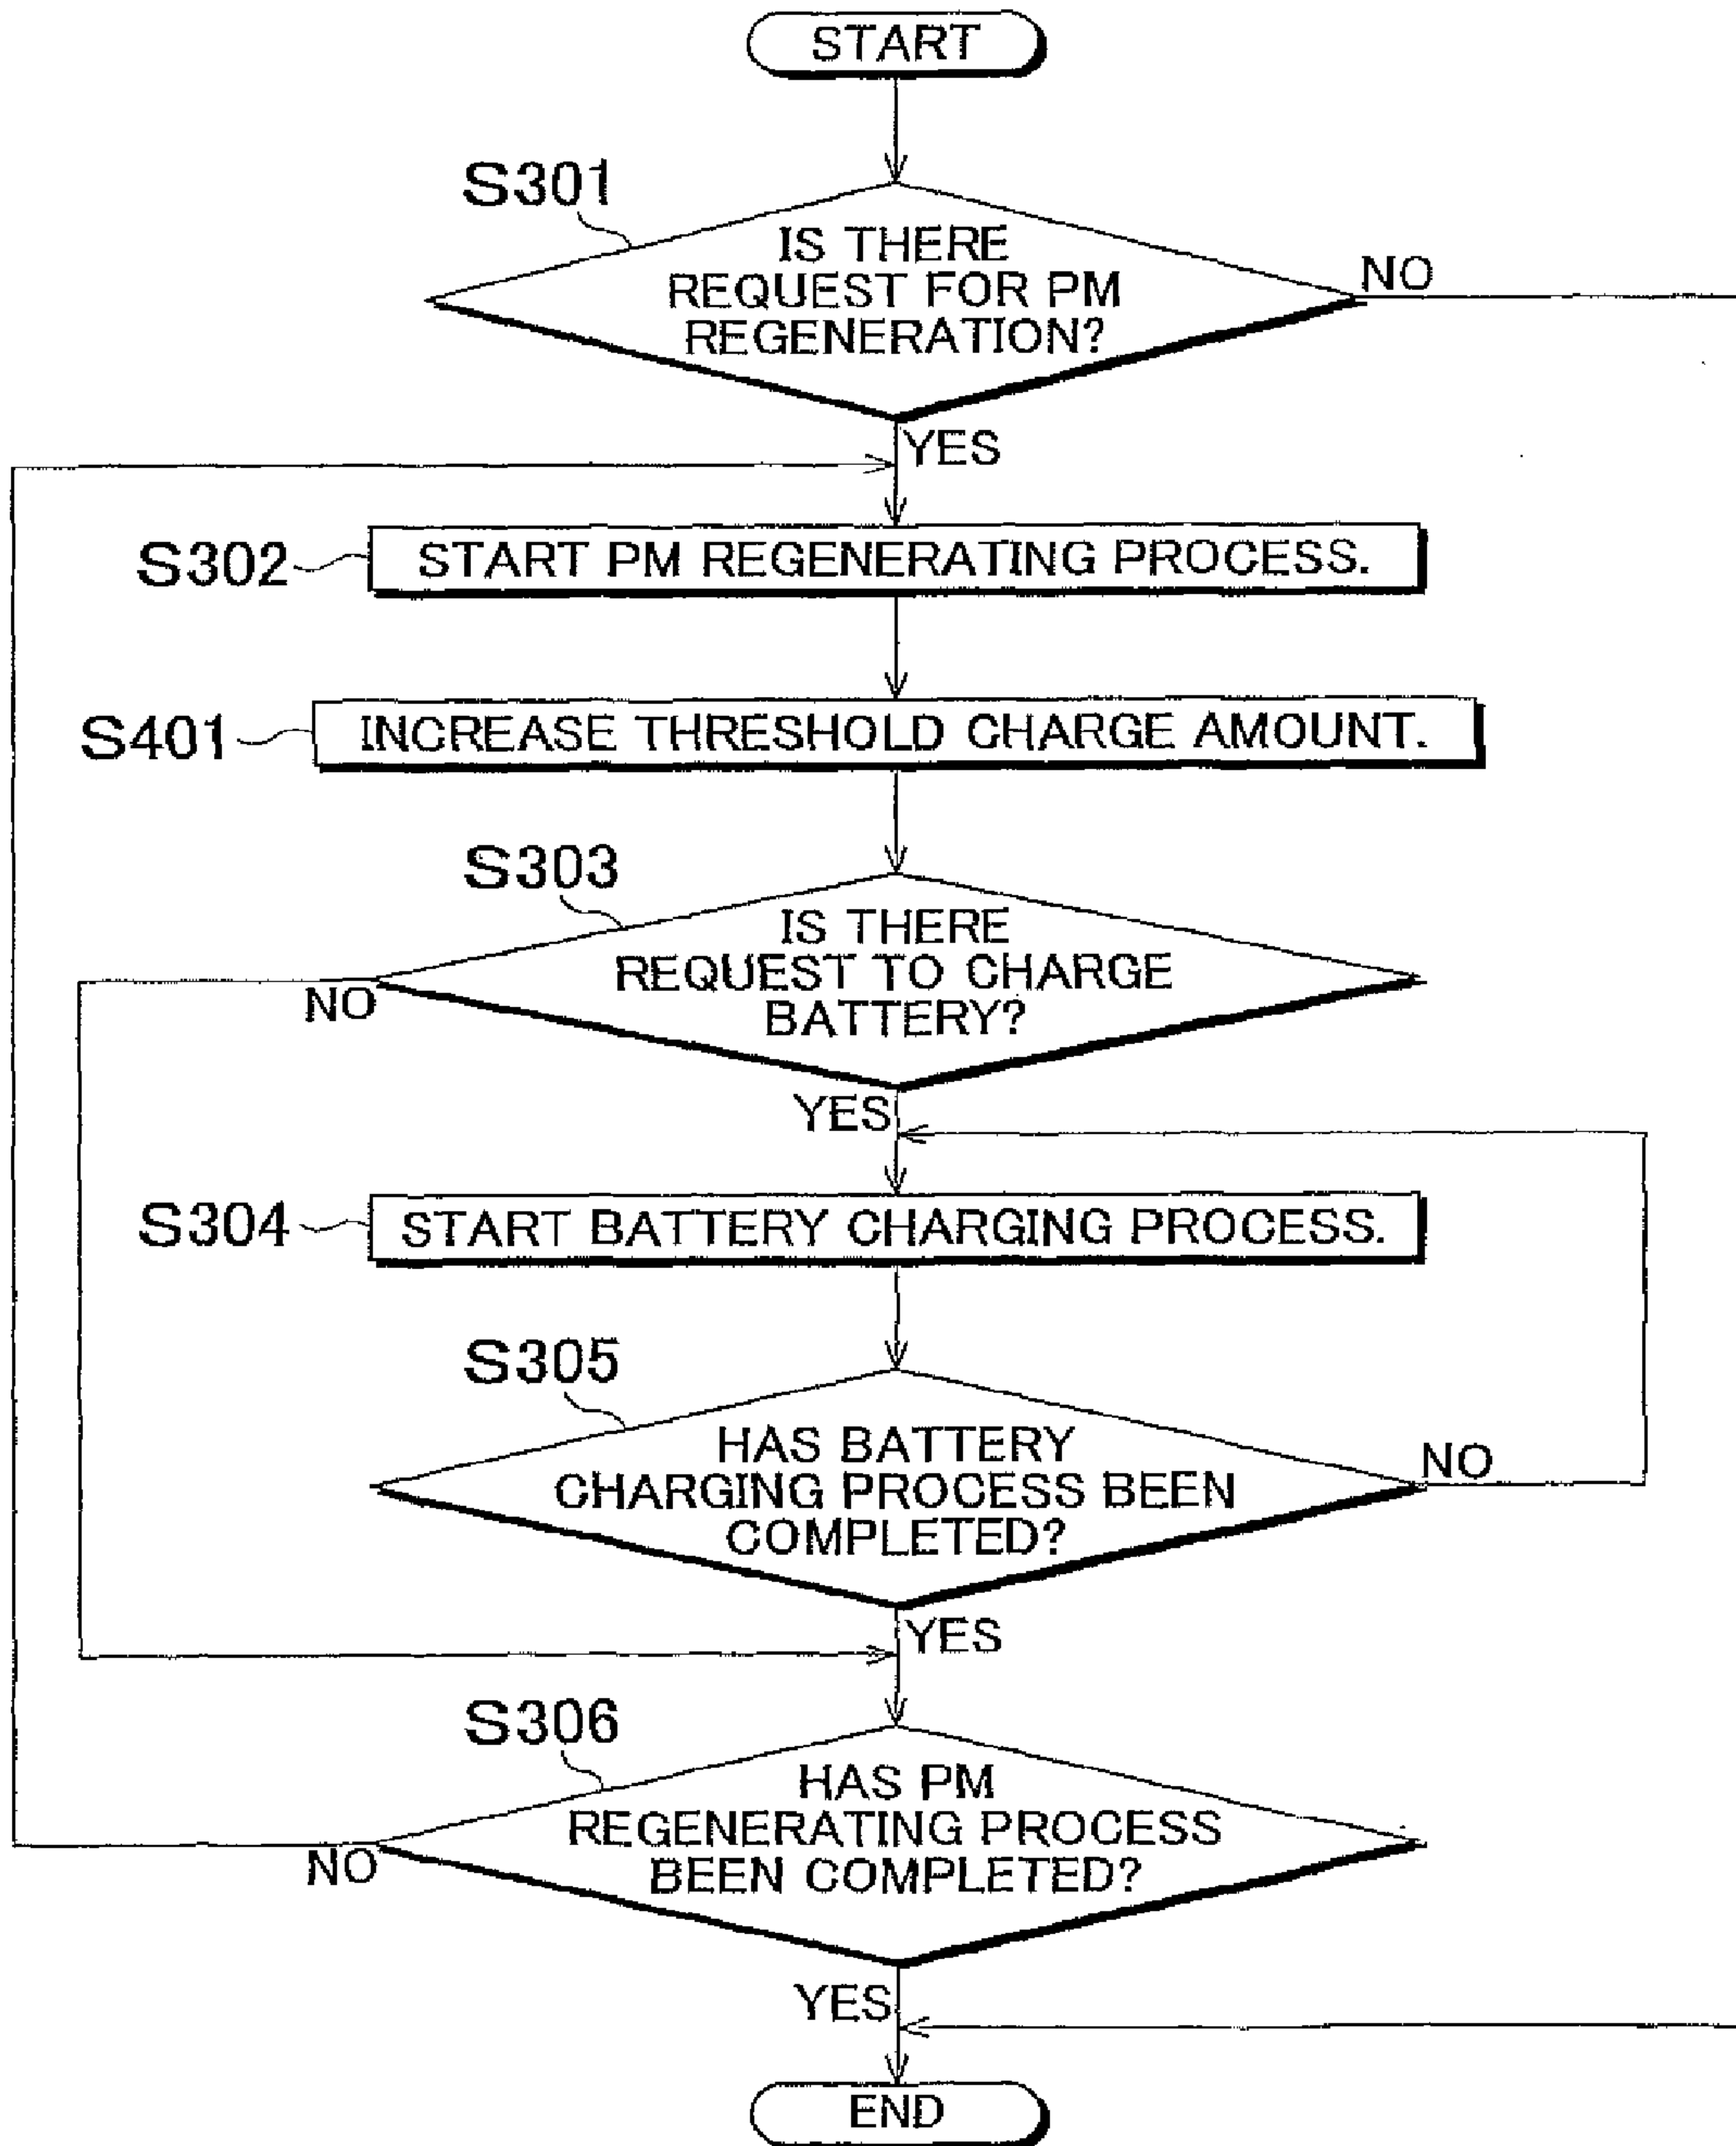 START
S301
IS THERE
REQUEST FOR PM
REGENERATION?
NO
YES
S302
START PM REGENERATING PROCESS.
S401
INCREASE THRESHOLD CHARGE AMOUNT.
S303
IS THERE
REQUEST TO CHARGE
BATTERY?
NO
YES
S304
START BATTERY CHARGING PROCESS.
S305
HAS BATTERY
CHARGING PROCESS BEEN
COMPLETED?
NO
YES
S306
HAS PM
REGENERATING PROCESS
BEEN COMPLETED?
NO
YES
END